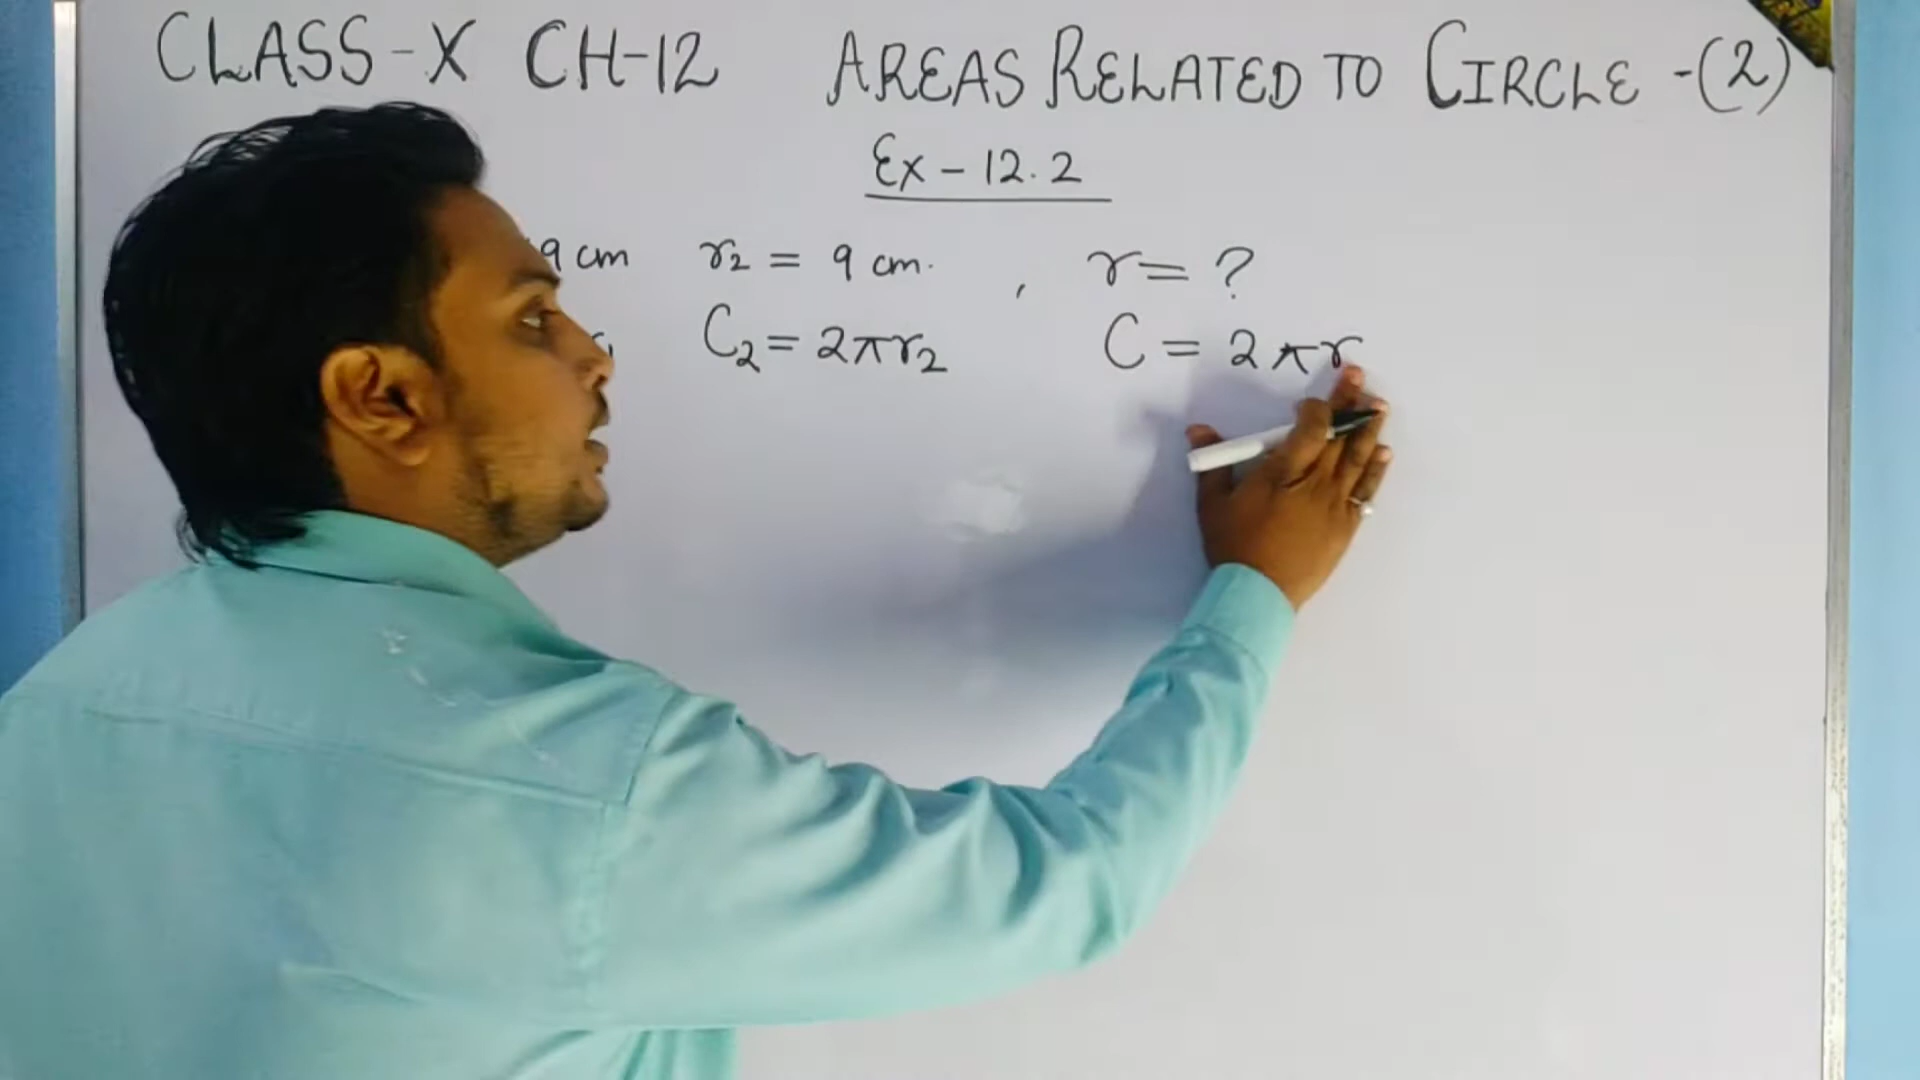 CLASS-X CH-12 AREAS RELATED TO CIRCLE -(2)
Ex - 12.2
9 cm r2 = 9 cm. , r = ?
C2 = 2πr2 C = 2πr